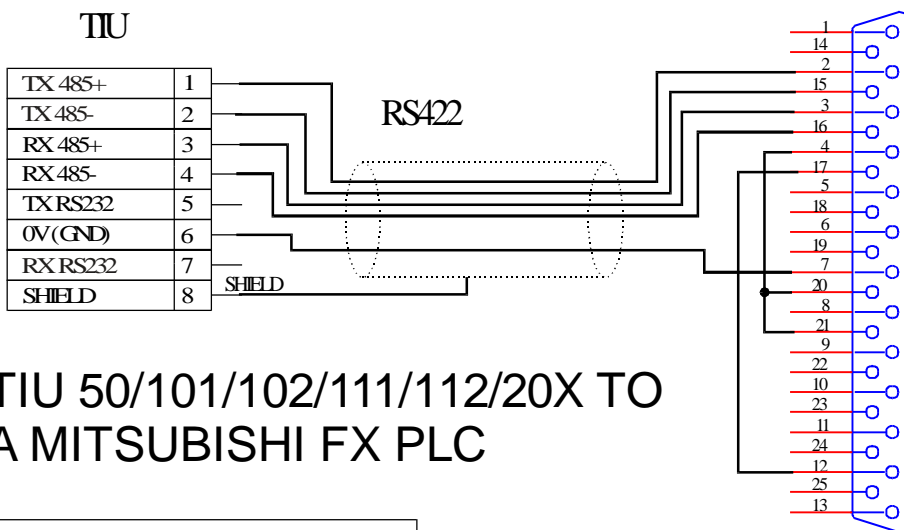 TIU
TX 485+ 1
TX 485- 2
RX 485+ 3
RX 485- 4
TX RS232 5
0V (GND) 6
RX RS232 7
SHIELD 8
SHIELD
RS422
1
14
2
15
3
16
4
17
5
18
6
19
7
20
8
21
9
22
10
23
11
24
12
25
13
TIU 50/101/102/111/112/20X TO
A MITSUBISHI FX PLC